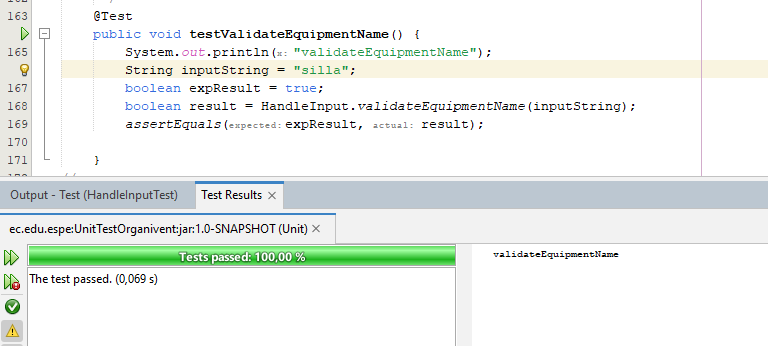 163 @Test
public void testValidateEquipmentName() {
165 System.out.println(x: "validateEquipmentName");
String inputString = "silla";
167 boolean expResult = true;
168 boolean result = HandleInput.validateEquipmentName(inputString);
169 assertEquals(expected: expResult, actual: result);
170
171 }
//
Output - Test (HandleInputTest) Test Results ×
ec.edu.espe:UnitTestOrganivent:jar:1.0-SNAPSHOT (Unit) ×
Tests passed: 100,00 %
validateEquipmentName
The test passed. (0,069 s)